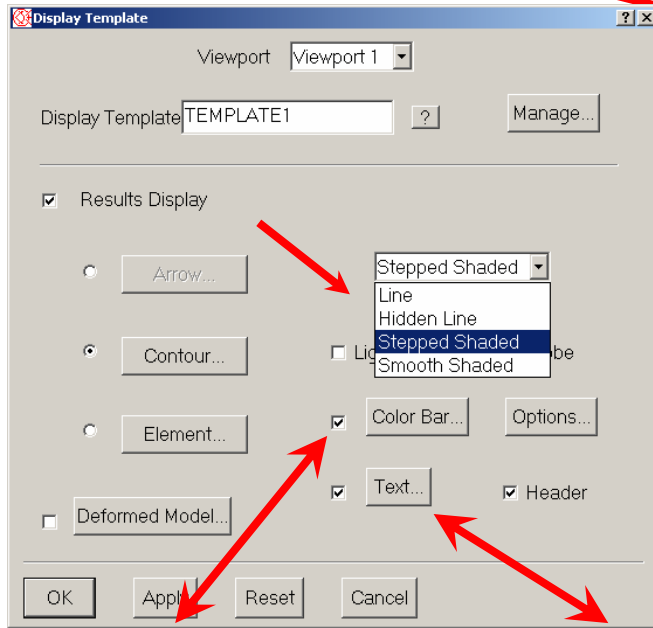 Display Template
Viewport Viewport 1
Display Template TEMPLATE1 ? Manage...
Results Display
Arrow... Stepped Shaded
Line
Hidden Line
Stepped Shaded
Smooth Shaded
Contour...
Element... Color Bar... Options...
Text... Header
Deformed Model...
OK Apply Reset Cancel